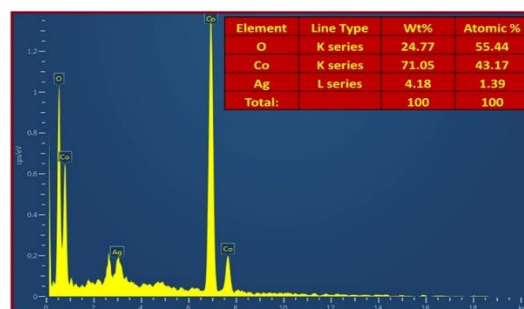 Element Line Type Wt% Atomic %
O K series 24.77 55.44
Co K series 71.05 43.17
Ag L series 4.18 1.39
Total: 100 100
cps/eV
1.2
1
0.8
0.6
0.4
0.2
0
Co
O
Co
Ag
Co
0 2 4 6 8 10 12 14 16 18